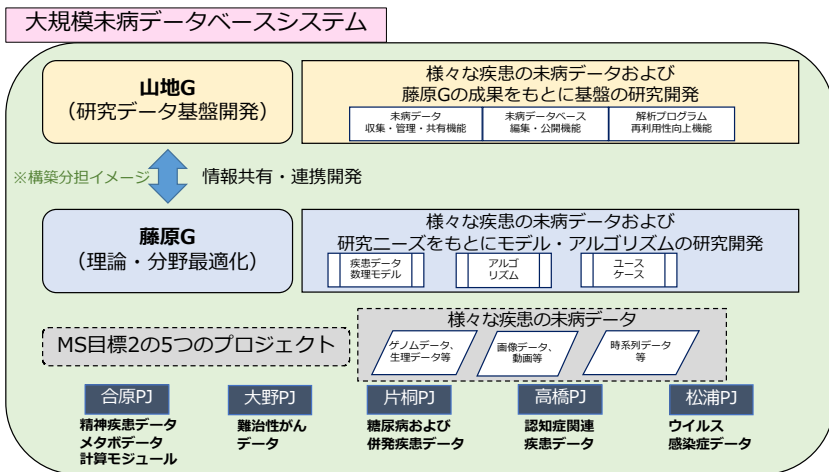 大規模未病データベースシステム
山地G
（研究データ基盤開発）
様々な疾患の未病データおよび
藤原Gの成果をもとに基盤の研究開発
未病データ
収集・管理・共有機能
未病データベース
編集・公開機能
解析プログラム
再利用性向上機能
※構築分担イメージ
情報共有・連携開発
藤原G
（理論・分野最適化）
様々な疾患の未病データおよび
研究ニーズをもとにモデル・アルゴリズムの研究開発
疾患データ
数理モデル
アルゴ
リズム
ユース
ケース
MS目標2の5つのプロジェクト
様々な疾患の未病データ
ゲノムデータ、
生理データ等
画像データ、
動画等
時系列データ
等
合原PJ
精神疾患データ
メタボデータ
計算モジュール
大野PJ
難治性がん
データ
片桐PJ
糖尿病および
併発疾患データ
高橋PJ
認知症関連
疾患データ
松浦PJ
ウイルス
感染症データ